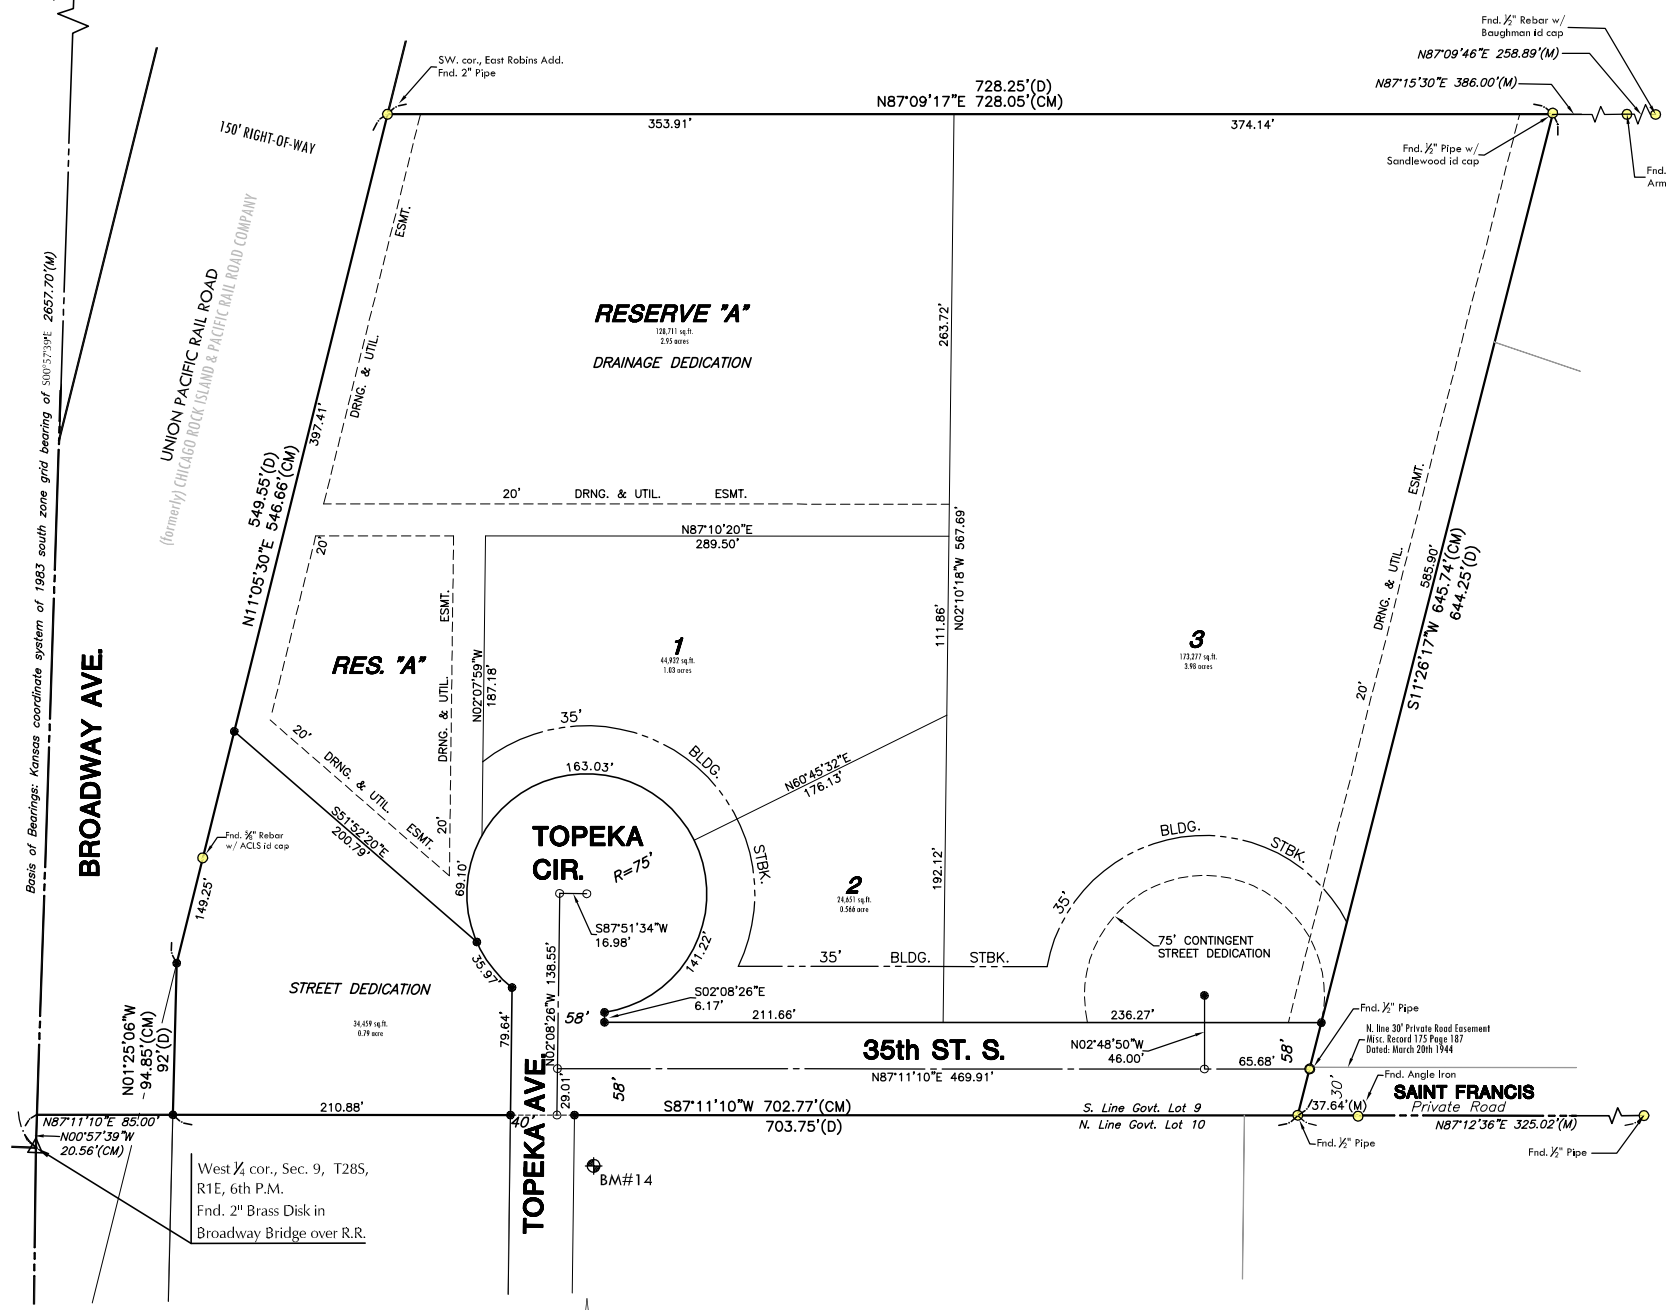 Fnd. ½" Rebar w/
Baughman id cap
N87°09'46"E 258.89'(M)
N87°15'30"E 386.00'(M)
SW. cor., East Robins Add.
Fnd. 2" Pipe
728.25'(D)
N87°09'17"E 728.05'(CM)
353.91'
374.14'
150' RIGHT-OF-WAY
Fnd. ½" Pipe w/
Sandlewood id cap
Fnd.
Arm
UNION PACIFIC RAIL ROAD
(formerly) CHICAGO ROCK ISLAND & PACIFIC RAIL ROAD COMPANY
Basis of Bearings: Kansas coordinate system of 1983 south zone grid bearing of S00°57'39"E 2657.70'(M)
BROADWAY AVE.
DRNG. & UTIL. ESMT.
RESERVE "A"
128,711 sq.ft.
2.95 acres
DRAINAGE DEDICATION
263.72'
397.41'
549.55'(D)
N11°05'30"E 546.66'(CM)
20' DRNG. & UTIL. ESMT.
N87°10'20"E
289.50'
N02°10'18"W 567.69'
111.86'
20'
ESMT.
DRNG. & UTIL.
20'
RES. "A"
20' DRNG. & UTIL. ESMT.
N02°07'59"W
187.18'
1
44,932 sq.ft.
1.03 acres
3
173,277 sq.ft.
3.98 acres
20' DRNG. & UTIL. ESMT.
585.90'
S11°26'17"W 645.74'(CM)
644.25'(D)
35' BLDG. STBK.
163.03'
N60°45'32"E
176.13'
S51°52'20"E
200.79'
Fnd. ⅝" Rebar
w/ ACLS id cap
149.25'
69.10'
TOPEKA
CIR.
R=75'
2
24,651 sq.ft.
0.566 acre
192.12'
35' BLDG. STBK.
35' BLDG. STBK.
75' CONTINGENT
STREET DEDICATION
S87°51'34"W
16.98'
35.97'
141.22'
STREET DEDICATION
34,459 sq.ft.
0.79 acre
N02°08'26"W 138.55'
S02°08'26"E
6.17'
58'
79.64'
211.66'
236.27'
Fnd. ½" Pipe
N. line 30' Private Road Easement
Misc. Record 175 Page 187
Dated: March 20th 1944
N01°25'06"W
94.85'(CM)
92'(D)
35th ST. S.
N02°48'50"W
46.00'
65.68'
58'
N87°11'10"E 469.91'
Fnd. Angle Iron
30'
SAINT FRANCIS
Private Road
37.64'(M)
29.01'
58'
210.88'
40'
S87°11'10"W 702.77'(CM)
703.75'(D)
S. Line Govt. Lot 9
N. Line Govt. Lot 10
N87°12'36"E 325.02'(M)
N87°11'10"E 85.00'
N00°57'39"W
20.56'(CM)
Fnd. ½" Pipe
Fnd. ½" Pipe
TOPEKA AVE.
TOPEKA AVE.
BM#14
West ¼ cor., Sec. 9, T28S,
R1E, 6th P.M.
Fnd. 2" Brass Disk in
Broadway Bridge over R.R.